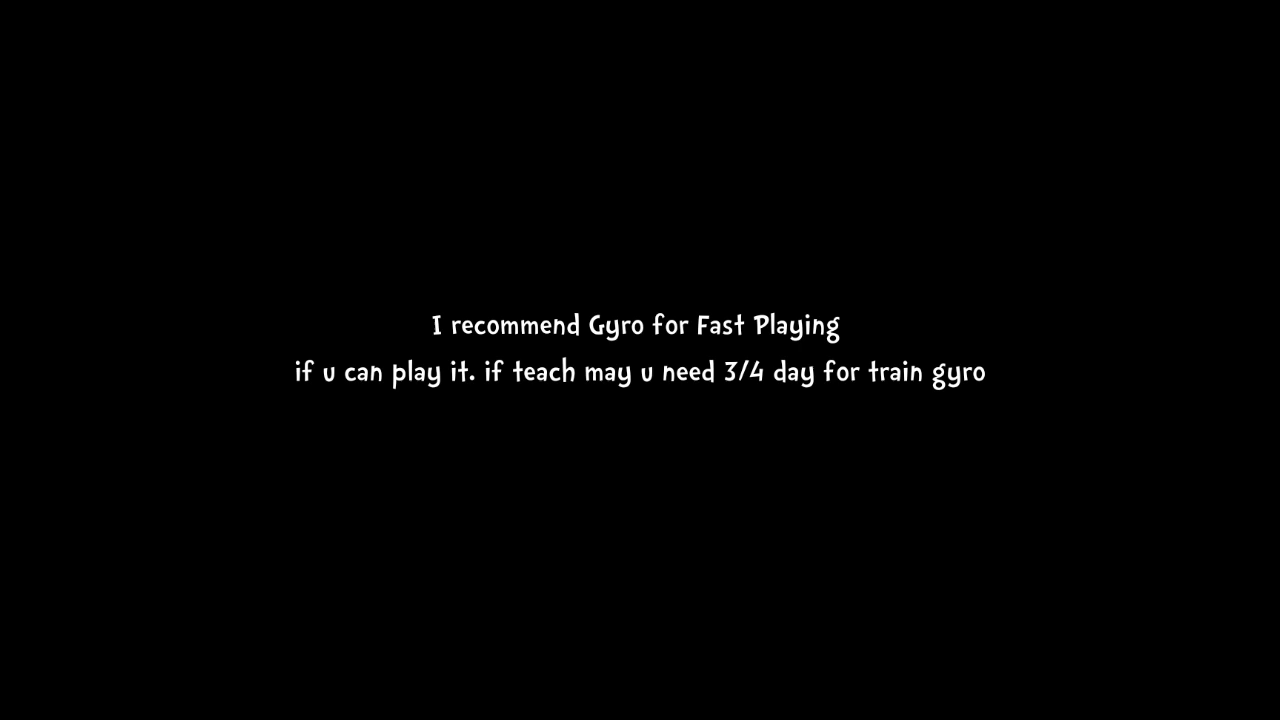 I recommend Gyro for Fast Playing
if u can play it. if teach may u need 3/4 day for train gyro